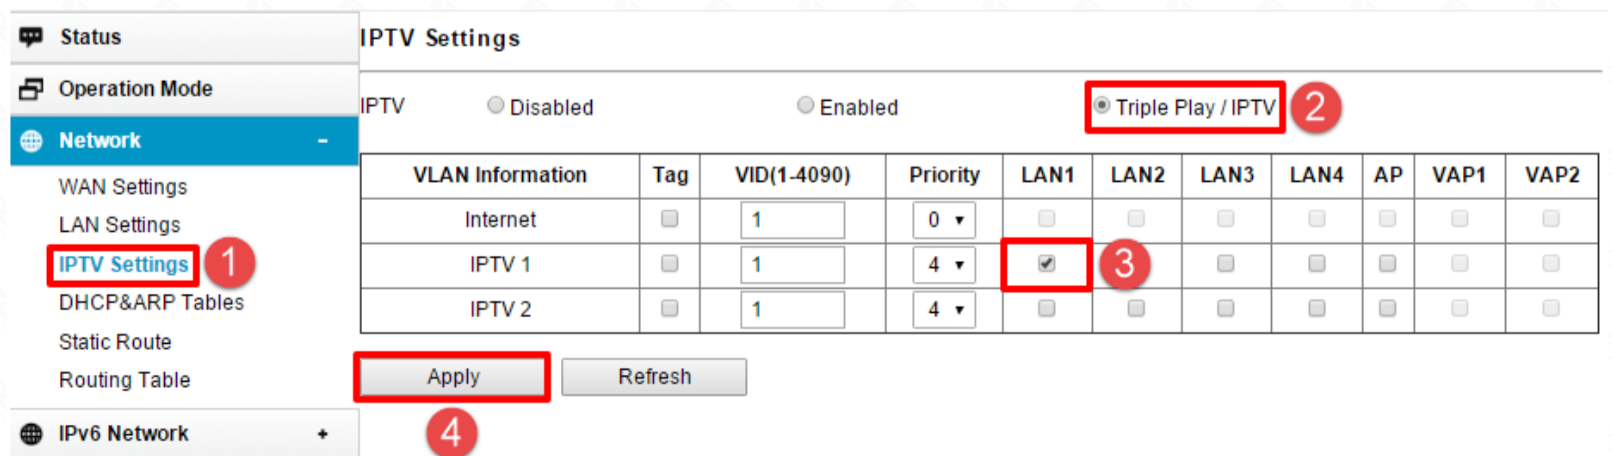 Status
Operation Mode
Network -
WAN Settings
LAN Settings
IPTV Settings 1
DHCP&ARP Tables
Static Route
Routing Table
IPv6 Network +
IPTV Settings
IPTV Disabled Enabled Triple Play / IPTV 2
VLAN Information Tag VID(1-4090) Priority LAN1 LAN2 LAN3 LAN4 AP VAP1 VAP2
Internet 1 0
IPTV 1 1 4 3
IPTV 2 1 4
Apply Refresh
4